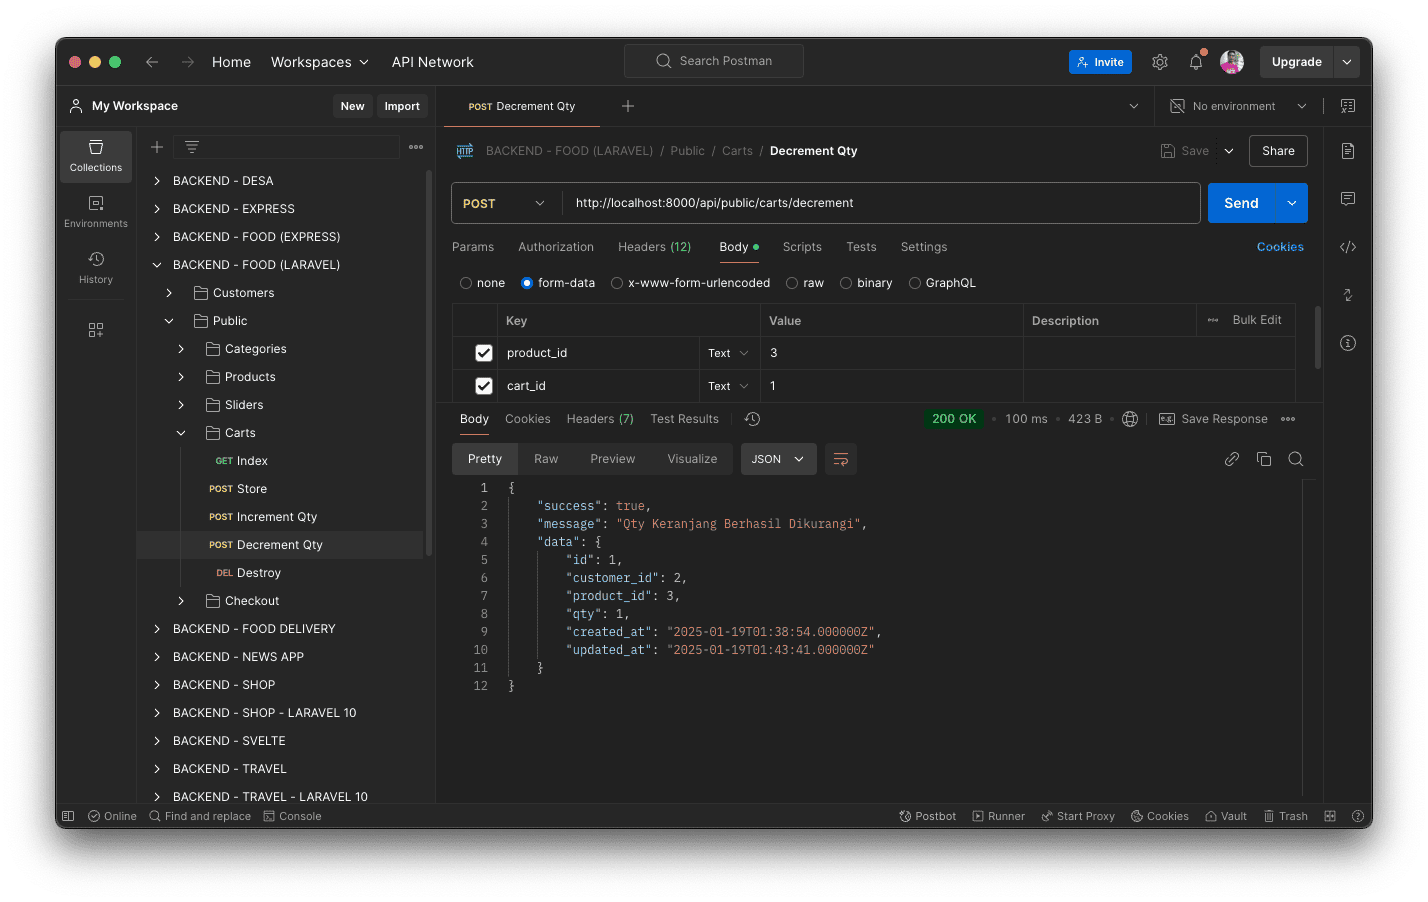 Home Workspaces API Network Search Postman Invite Upgrade
My Workspace New Import POST Decrement Qty No environment
Collections
Environments
History
BACKEND - DESA
BACKEND - EXPRESS
BACKEND - FOOD (EXPRESS)
BACKEND - FOOD (LARAVEL)
Customers
Public
Categories
Products
Sliders
Carts
GET Index
POST Store
POST Increment Qty
POST Decrement Qty
DEL Destroy
Checkout
BACKEND - FOOD DELIVERY
BACKEND - NEWS APP
BACKEND - SHOP
BACKEND - SHOP - LARAVEL 10
BACKEND - SVELTE
BACKEND - TRAVEL
BACKEND - TRAVEL - LARAVEL 10
HTTP BACKEND - FOOD (LARAVEL) / Public / Carts / Decrement Qty Save Share
POST http://localhost:8000/api/public/carts/decrement Send
Params Authorization Headers (12) Body Scripts Tests Settings Cookies
none form-data x-www-form-urlencoded raw binary GraphQL
Key Value Description Bulk Edit
product_id Text 3
cart_id Text 1
Body Cookies Headers (7) Test Results 200 OK • 100 ms • 423 B • e.g. Save Response
Pretty Raw Preview Visualize JSON
1 {
2 "success": true,
3 "message": "Qty Keranjang Berhasil Dikurangi",
4 "data": {
5 "id": 1,
6 "customer_id": 2,
7 "product_id": 3,
8 "qty": 1,
9 "created_at": "2025-01-19T01:38:54.000000Z",
10 "updated_at": "2025-01-19T01:43:41.000000Z"
11 }
12 }
Online Find and replace Console Postbot Runner Start Proxy Cookies Vault Trash